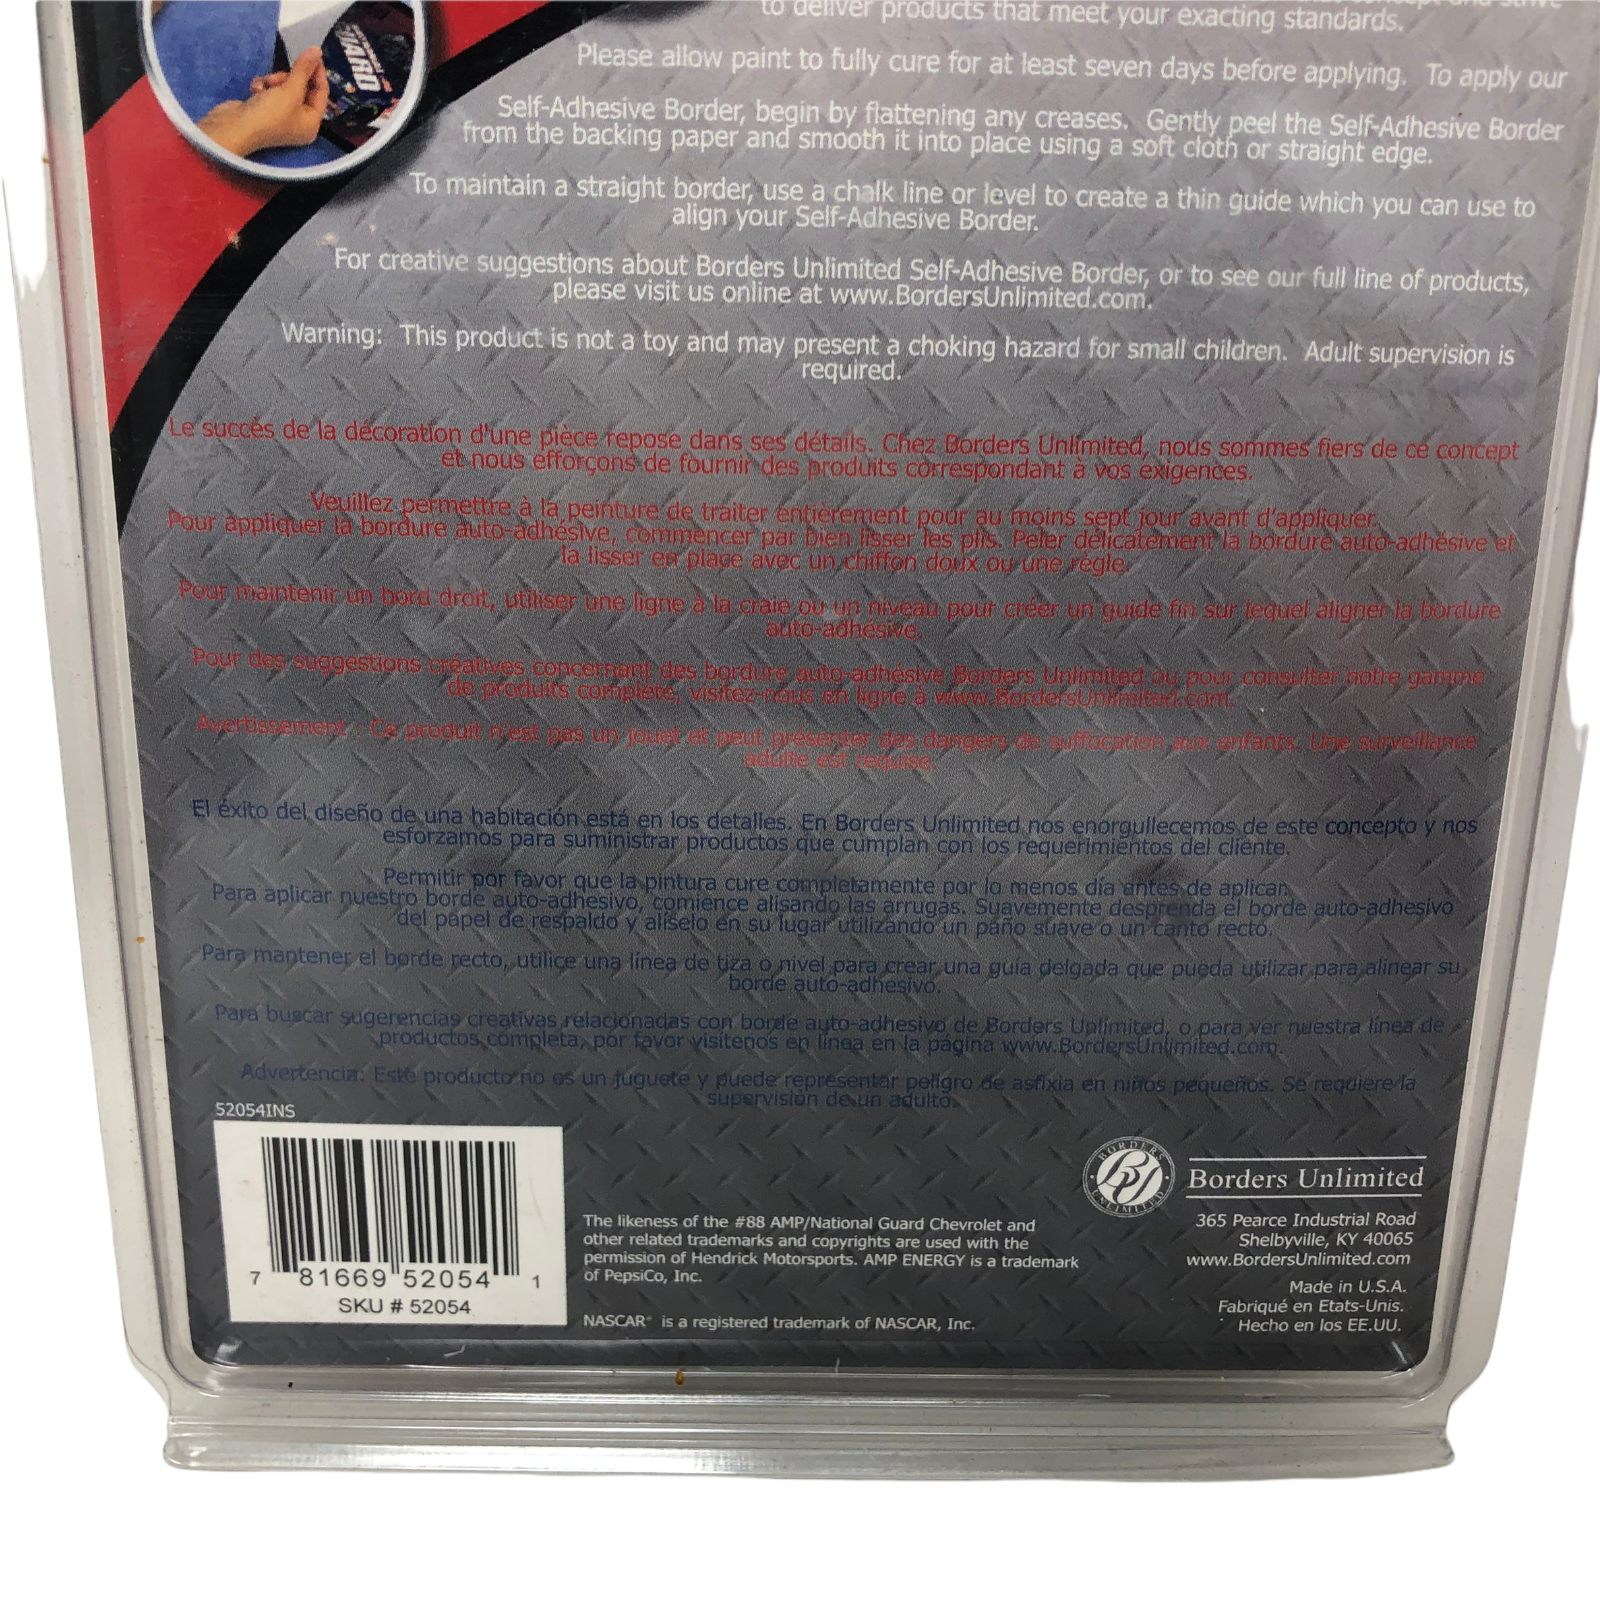 to deliver products that meet your exacting standards.
Please allow paint to fully cure for at least seven days before applying. To apply our
Self-Adhesive Border, begin by flattening any creases. Gently peel the Self-Adhesive Border
from the backing paper and smooth it into place using a soft cloth or straight edge.
To maintain a straight border, use a chalk line or level to create a thin guide which you can use to
align your Self-Adhesive Border.
For creative suggestions about Borders Unlimited Self-Adhesive Border, or to see our full line of products,
please visit us online at www.BordersUnlimited.com.
Warning: This product is not a toy and may present a choking hazard for small children. Adult supervision is
required.
Le succès de la décoration d'une pièce repose dans ses détails. Chez Borders Unlimited, nous sommes fiers de ce concept
et nous efforçons de fournir des produits correspondant à vos exigences.
Veuillez permettre à la peinture de traiter entièrement pour au moins sept jour avant d'appliquer.
Pour appliquer la bordure auto-adhésive, commencer par bien lisser les plis. Peler délicatement la bordure auto-adhésive et
la lisser en place avec un chiffon doux ou une règle.
Pour maintenir un bord droit, utiliser une ligne à la craie ou un niveau pour créer un guide fin sur lequel aligner la bordure
auto-adhésive.
Pour des suggestions créatives concernant des bordure auto-adhésive Borders Unlimited ou pour consulter notre gamme
de produits complète, visitez-nous en ligne à www.BordersUnlimited.com.
Avertissement : Ce produit n'est pas un jouet et peut présenter des dangers de suffocation aux enfants. Une surveillance
adulte est requise.
El éxito del diseño de una habitación está en los detalles. En Borders Unlimited nos enorgullecemos de este concepto y nos
esforzamos para suministrar productos que cumplan con los requerimientos del cliente.
Permitir por favor que la pintura cure completamente por lo menos día antes de aplicar.
Para aplicar nuestro borde auto-adhesivo, comience alisando las arrugas. Suavemente desprenda el borde auto-adhesivo
del papel de respaldo y alíselo en su lugar utilizando un paño suave o un canto recto.
Para mantener el borde recto, utilice una línea de tiza o nivel para crear una guía delgada que pueda utilizar para alinear su
borde auto-adhesivo.
Para buscar sugerencias creativas relacionadas con borde auto-adhesivo de Borders Unlimited, o para ver nuestra línea de
productos completa, por favor visítenos en línea en la página www.BordersUnlimited.com.
Advertencia: Este producto no es un juguete y puede representar peligro de asfixia en niños pequeños. Se requiere la
supervisión de un adulto.
52054INS
7 81669 52054 1
SKU # 52054
The likeness of the #88 AMP/National Guard Chevrolet and
other related trademarks and copyrights are used with the
permission of Hendrick Motorsports. AMP ENERGY is a trademark
of PepsiCo, Inc.
NASCAR® is a registered trademark of NASCAR, Inc.
BORDERS UNLIMITED
Borders Unlimited
365 Pearce Industrial Road
Shelbyville, KY 40065
www.BordersUnlimited.com
Made in U.S.A.
Fabriqué en Etats-Unis.
Hecho en los EE.UU.